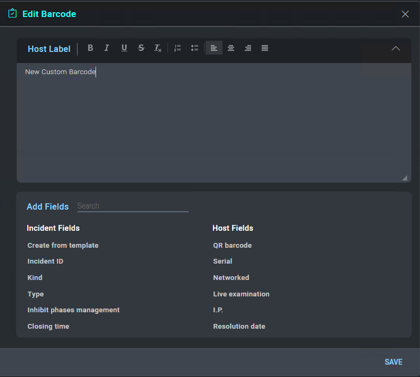 Edit Barcode
Host Label B I U S Tx
New Custom Barcode
Add Fields Search
Incident Fields Host Fields
Create from template QR barcode
Incident ID Serial
Kind Networked
Type Live examination
Inhibit phases management I.P.
Closing time Resolution date
SAVE